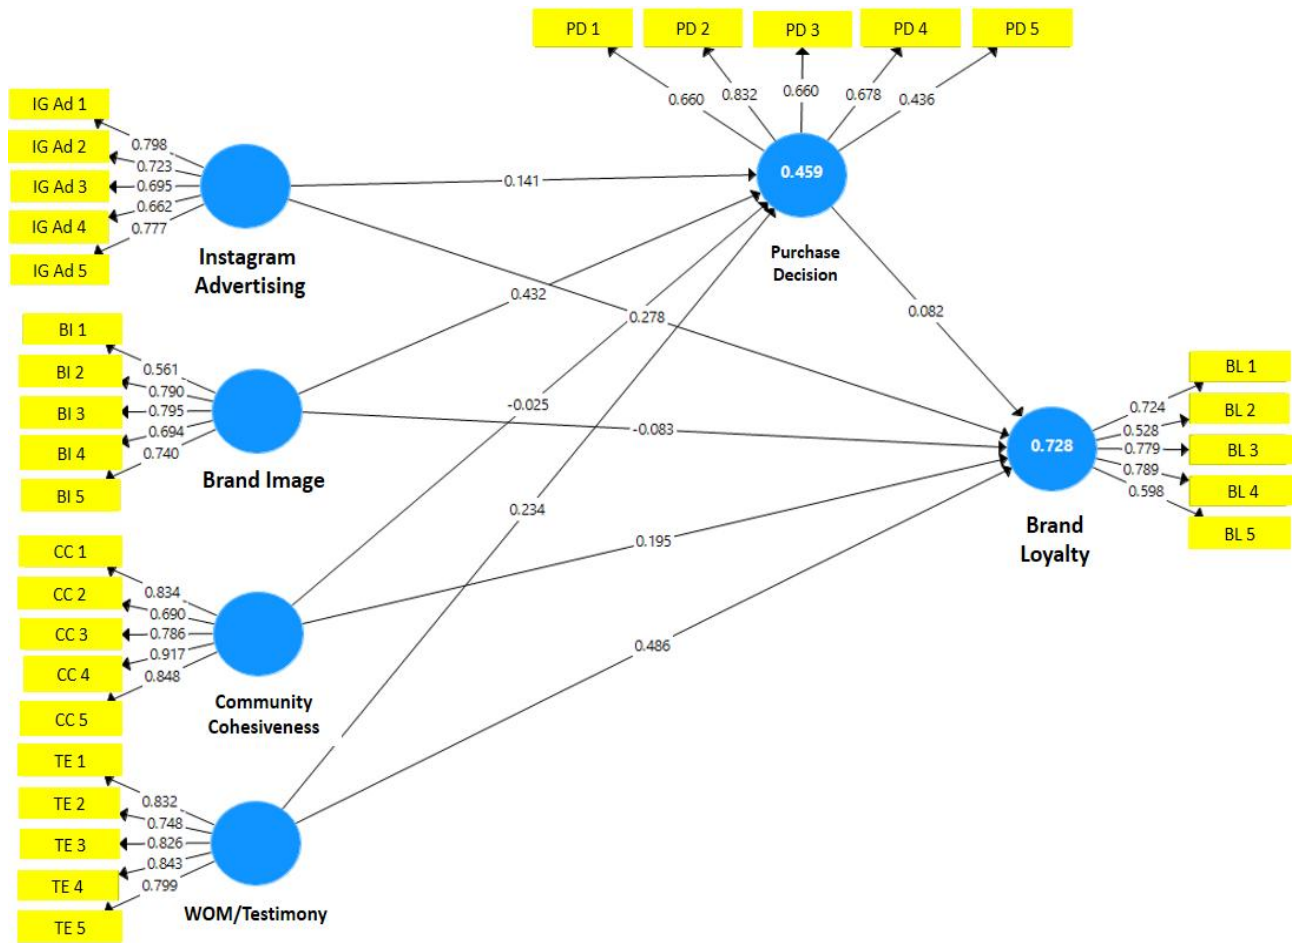 PD 1
PD 2
PD 3
PD 4
PD 5
0.660
0.832
0.660
0.678
0.436
IG Ad 1
IG Ad 2
IG Ad 3
IG Ad 4
IG Ad 5
0.798
0.723
0.695
0.662
0.777
Instagram
Advertising
0.141
0.459
Purchase
Decision
0.432
0.278
0.082
BI 1
BI 2
BI 3
BI 4
BI 5
0.561
0.790
0.795
0.694
0.740
Brand Image
-0.025
-0.083
0.234
0.728
Brand
Loyalty
0.724
0.528
0.779
0.789
0.598
BL 1
BL 2
BL 3
BL 4
BL 5
CC 1
CC 2
CC 3
CC 4
CC 5
0.834
0.690
0.786
0.917
0.848
Community
Cohesiveness
0.195
0.486
TE 1
TE 2
TE 3
TE 4
TE 5
0.832
0.748
0.826
0.843
0.799
WOM/Testimony